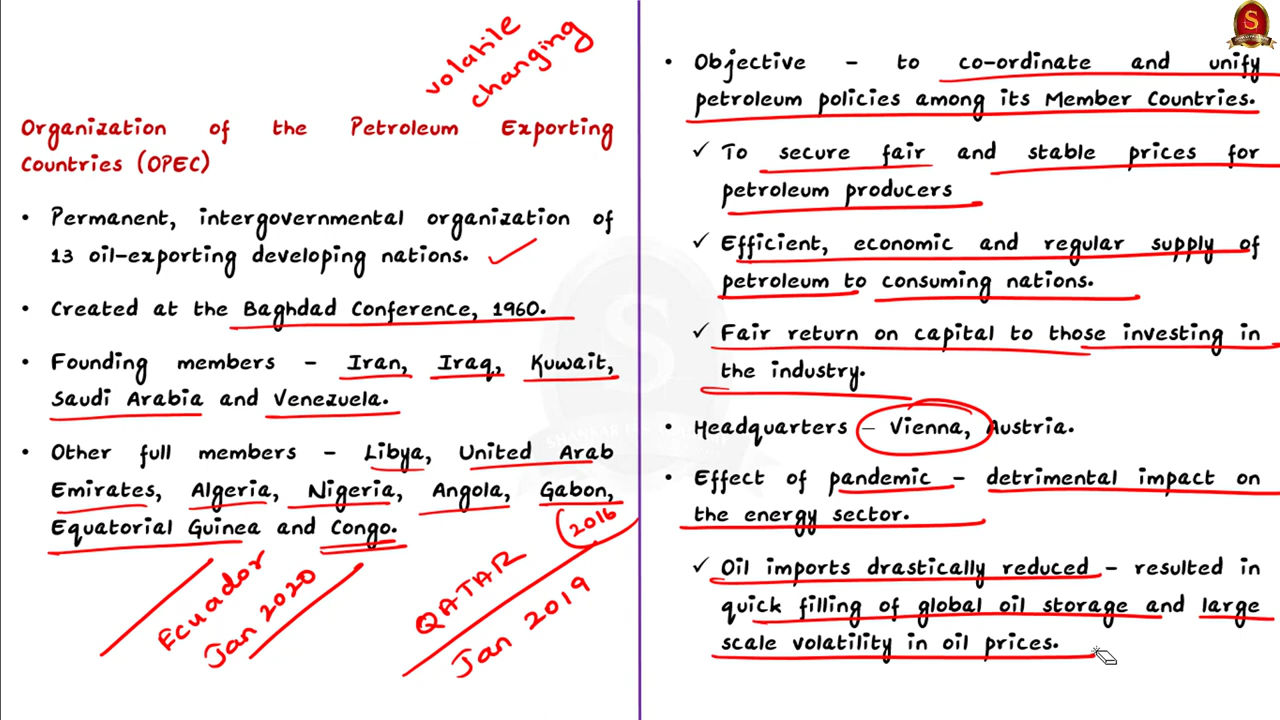 volatile
changing
Organization of the Petroleum Exporting
Countries (OPEC)
• Permanent, intergovernmental organization of
13 oil-exporting developing nations.
• Created at the Baghdad Conference, 1960.
• Founding members – Iran, Iraq, Kuwait,
Saudi Arabia and Venezuela.
• Other full members – Libya, United Arab
Emirates, Algeria, Nigeria, Angola, Gabon,
Equatorial Guinea and Congo.
(2016
Ecuador
Jan 2020
QATAR
Jan 2019
• Objective – to co-ordinate and unify
petroleum policies among its Member Countries.
✓ To secure fair and stable prices for
petroleum producers
✓ Efficient, economic and regular supply of
petroleum to consuming nations.
✓ Fair return on capital to those investing in
the industry.
• Headquarters – Vienna, Austria.
• Effect of pandemic – detrimental impact on
the energy sector.
✓ Oil imports drastically reduced – resulted in
quick filling of global oil storage and large
scale volatility in oil prices.